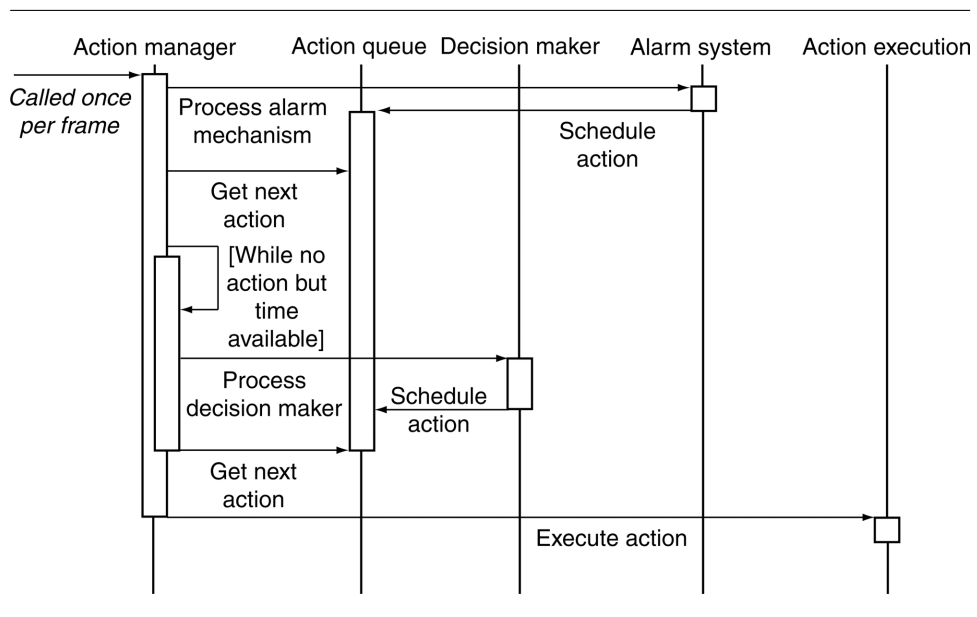 Action manager
Action queue
Decision maker
Alarm system
Action execution
Called once
per frame
Process alarm
mechanism
Schedule
action
Get next
action
[While no
action but
time
available]
Process
decision maker
Schedule
action
Get next
action
Execute action